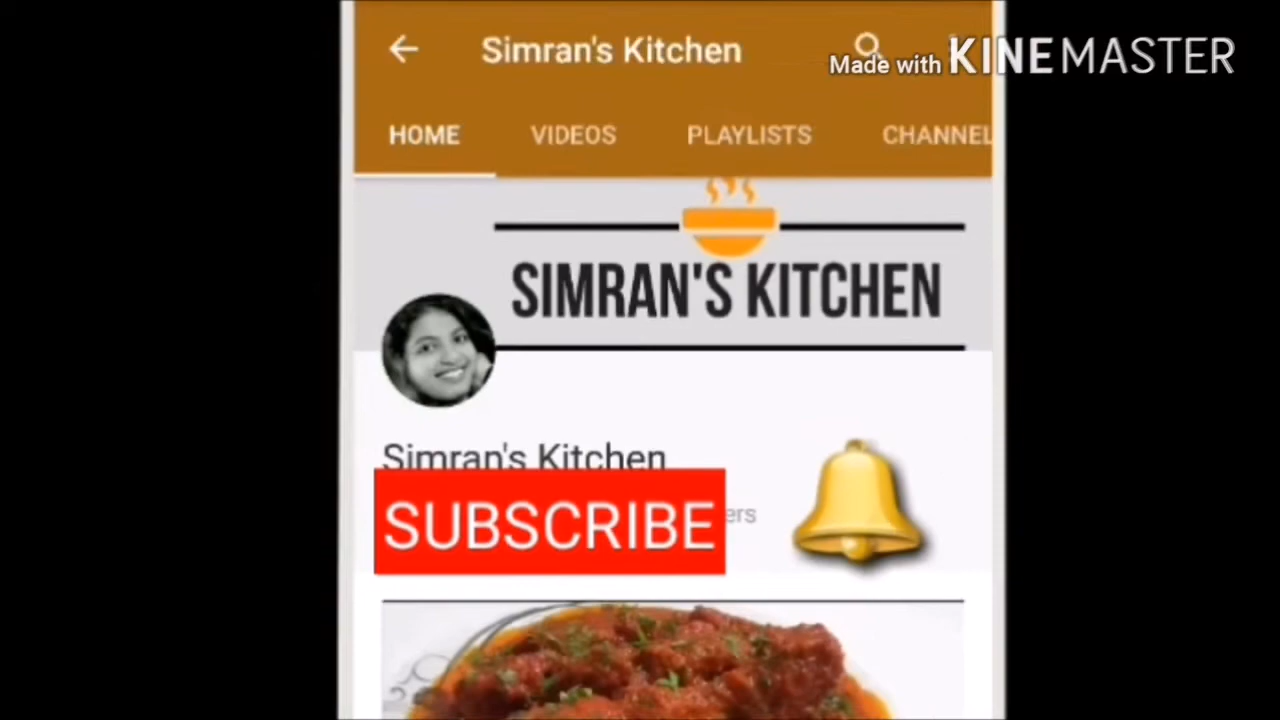 Simran's Kitchen
Made with KINEMASTER
HOME VIDEOS PLAYLISTS CHANNEL
SIMRAN'S KITCHEN
Simran's Kitchen
SUBSCRIBE